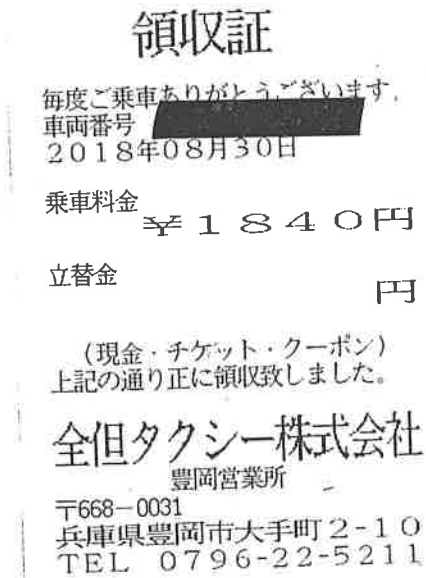 領収証
毎度ご乗車ありがとうございます。
車両番号
2018年08月30日
乗車料金 ¥1840円
立替金 円
(現金・チケット・クーポン)
上記の通り正に領収致しました。
全但タクシー株式会社
豊岡営業所
〒668-0031
兵庫県豊岡市大手町2-10
TEL 0796-22-5211